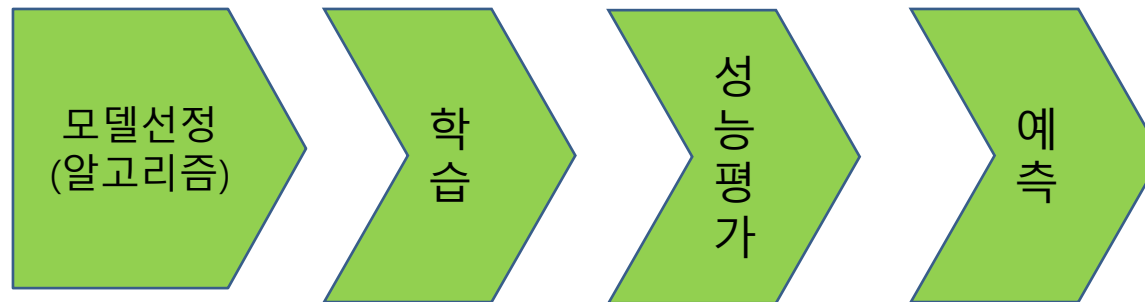 모델선정
(알고리즘)
학습
성능평가
예측